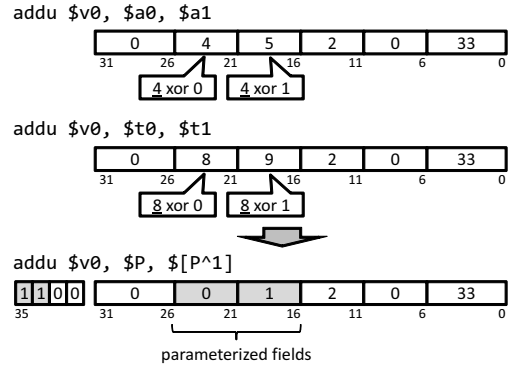 addu $v0, $a0, $a1
0 4 5 2 0 33
31 26 21 16 11 6 0
4 xor 0 4 xor 1
addu $v0, $t0, $t1
0 8 9 2 0 33
31 26 21 16 11 6 0
8 xor 0 8 xor 1
addu $v0, $P, $[P^1]
1 1 0 0 0 0 1 2 0 33
35 31 26 21 16 11 6 0
parameterized fields